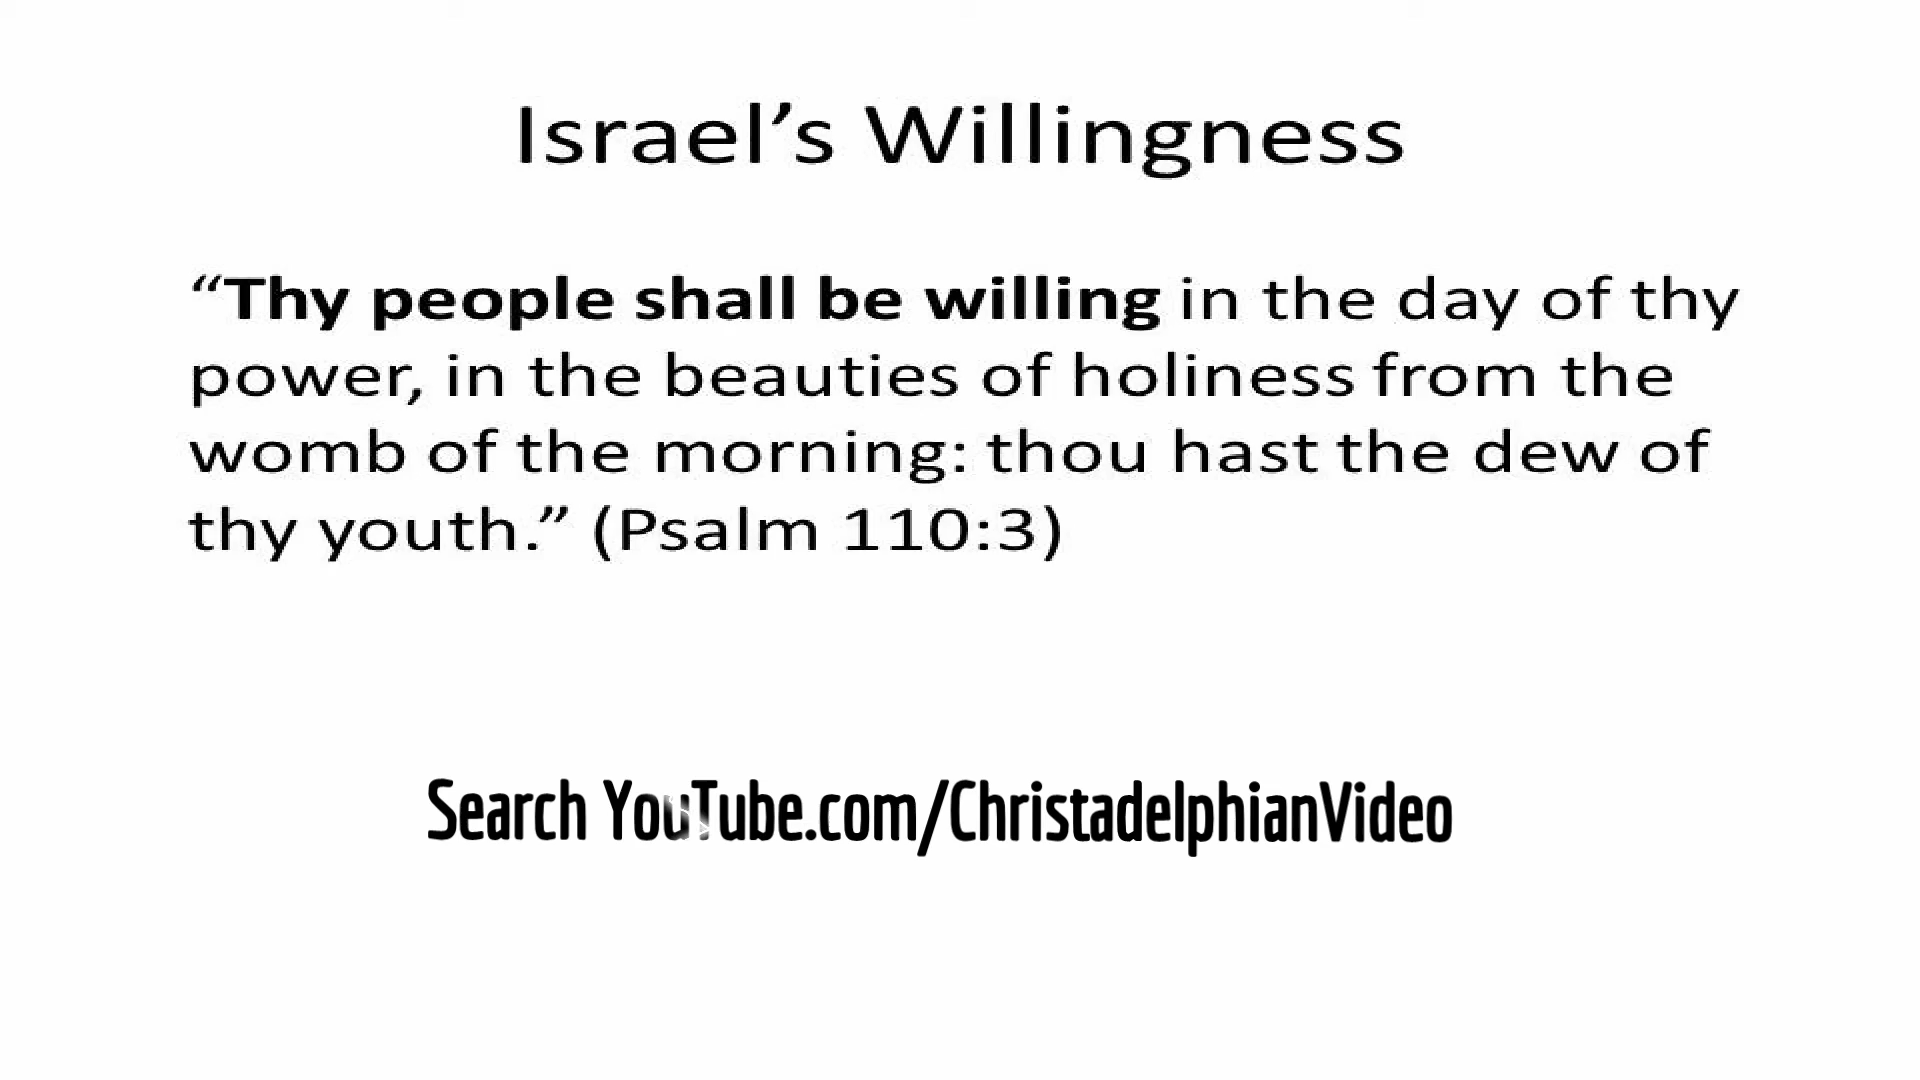 Israel’s Willingness
“Thy people shall be willing in the day of thy
power, in the beauties of holiness from the
womb of the morning: thou hast the dew of
thy youth.” (Psalm 110:3)
Search YouTube.com/ChristadelphianVideo